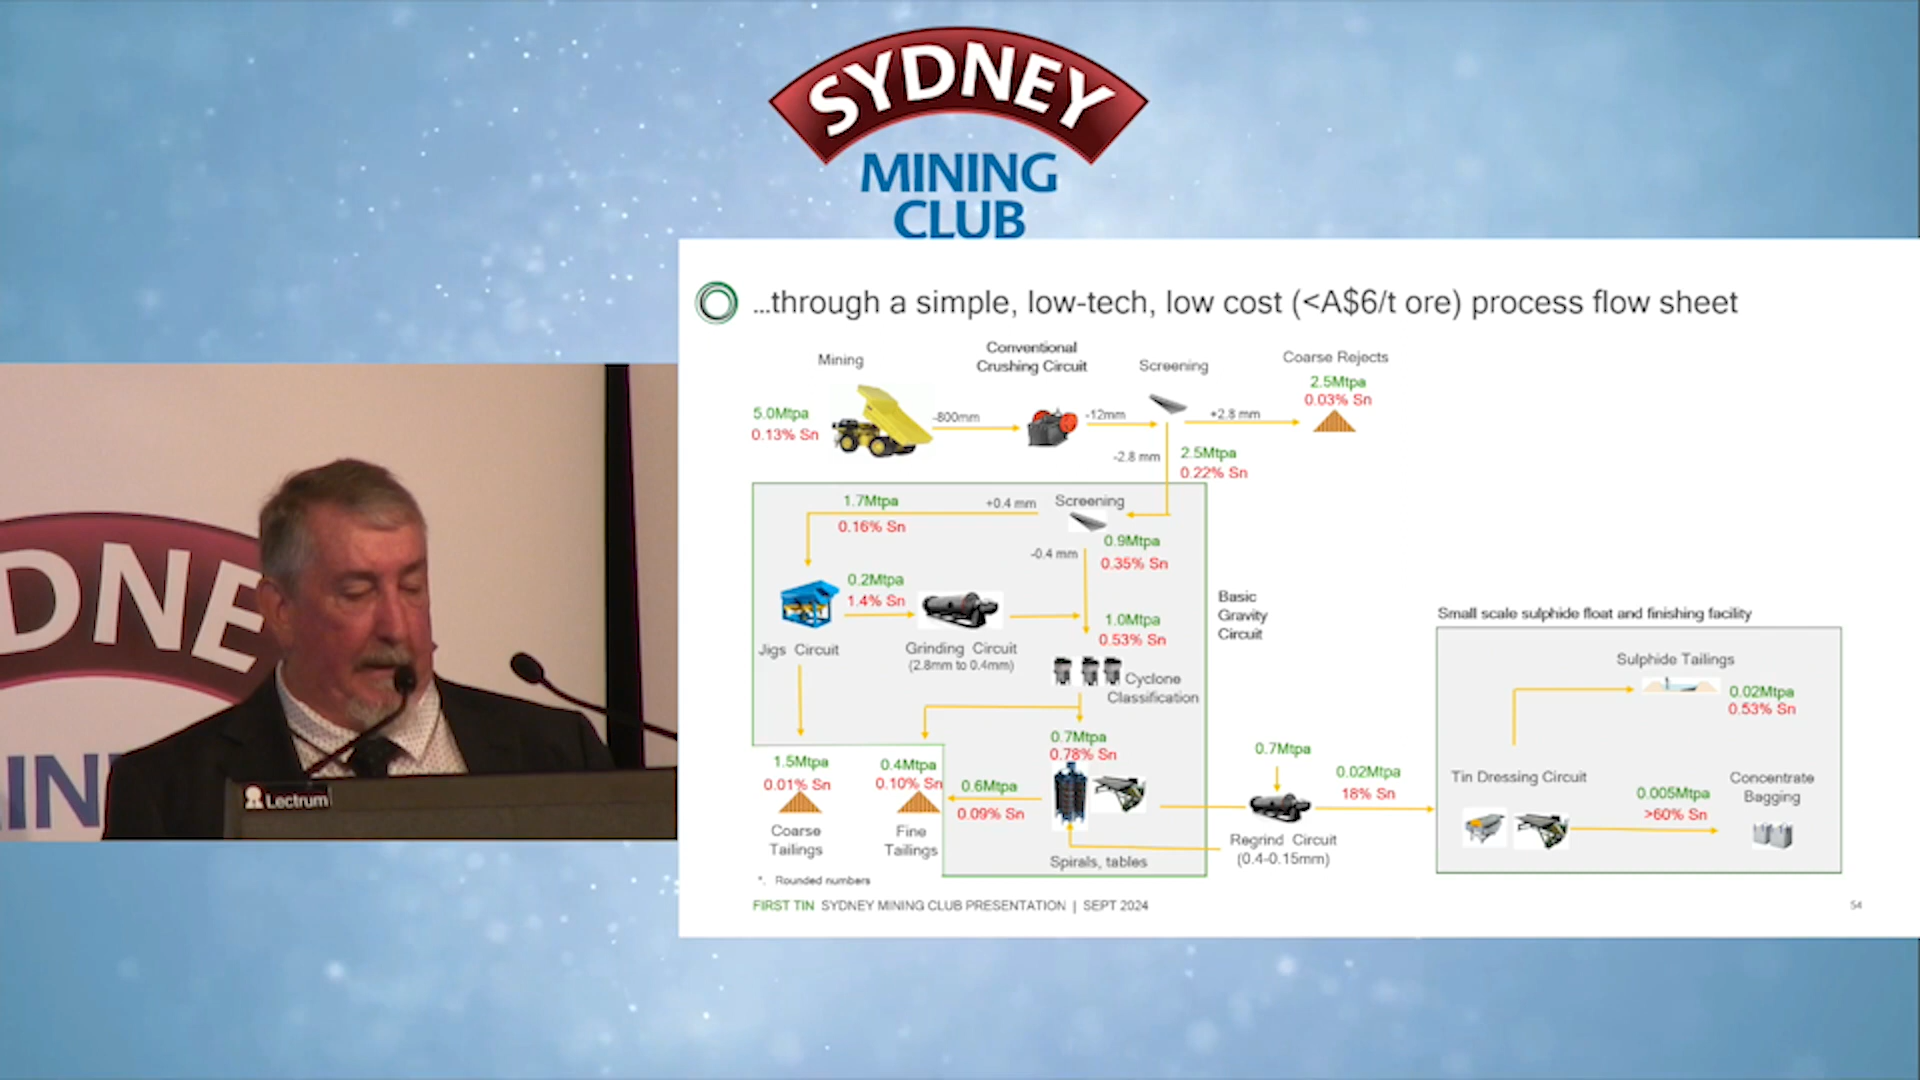 SYDNEY
MINING
CLUB
...through a simple, low-tech, low cost (<A$6/t ore) process flow sheet
Mining
Conventional
Crushing Circuit
Screening
Coarse Rejects
2.5Mtpa
0.03% Sn
5.0Mtpa
0.13% Sn
-800mm
-12mm
+2.8 mm
-2.8 mm
2.5Mtpa
0.22% Sn
1.7Mtpa
0.16% Sn
+0.4 mm
Screening
-0.4 mm
0.9Mtpa
0.35% Sn
0.2Mtpa
1.4% Sn
1.0Mtpa
0.53% Sn
Jigs Circuit
Grinding Circuit
(2.8mm to 0.4mm)
Cyclone
Classification
Basic
Gravity
Circuit
0.7Mtpa
0.78% Sn
1.5Mtpa
0.01% Sn
Coarse
Tailings
0.4Mtpa
0.10% Sn
Fine
Tailings
0.6Mtpa
0.09% Sn
Spirals, tables
0.7Mtpa
0.02Mtpa
18% Sn
Regrind Circuit
(0.4-0.15mm)
Small scale sulphide float and finishing facility
Sulphide Tailings
0.02Mtpa
0.53% Sn
Tin Dressing Circuit
0.005Mtpa
>60% Sn
Concentrate
Bagging
*. Rounded numbers
FIRST TIN SYDNEY MINING CLUB PRESENTATION | SEPT 2024
54
DNE
IN
Lectrum